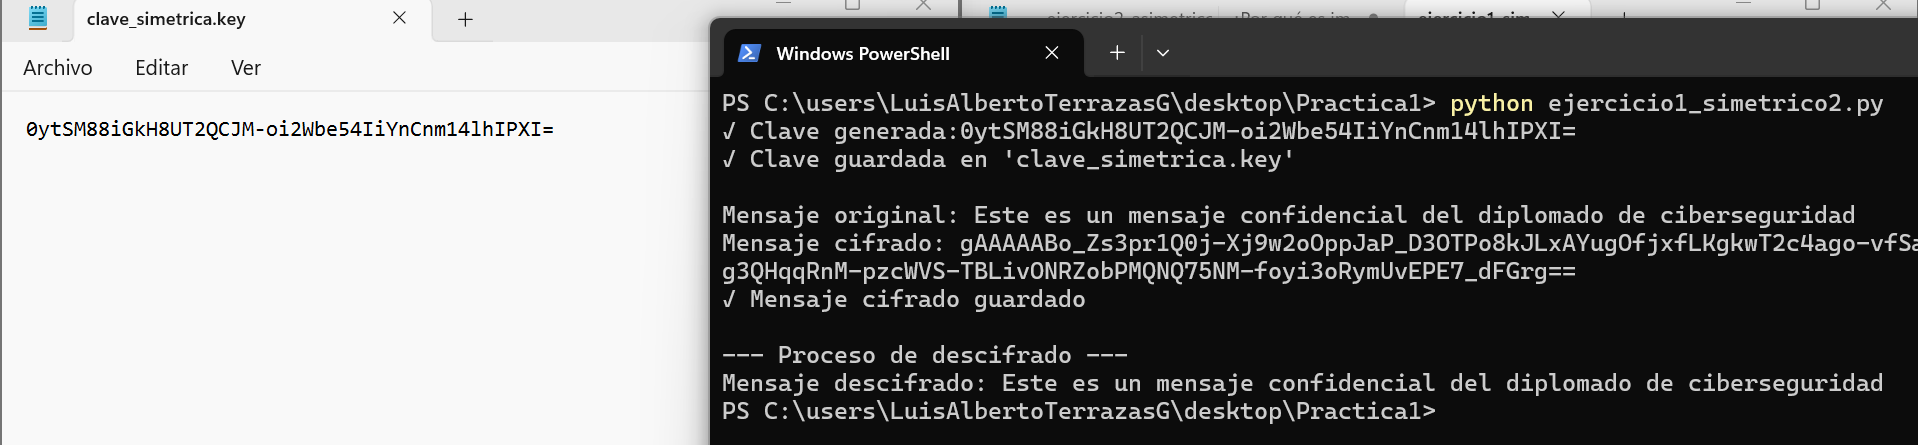 clave_simetrica.key
Archivo Editar Ver
0ytSM88iGkH8UT2QCJM-oi2Wbe54IiYnCnm14lhIPXI=
Windows PowerShell
PS C:\users\LuisAlbertoTerrazasG\desktop\Practica1> python ejercicio1_simetrico2.py
√ Clave generada:0ytSM88iGkH8UT2QCJM-oi2Wbe54IiYnCnm14lhIPXI=
√ Clave guardada en 'clave_simetrica.key'
Mensaje original: Este es un mensaje confidencial del diplomado de ciberseguridad
Mensaje cifrado: gAAAAABo_Zs3pr1Q0j-Xj9w2oOppJaP_D3OTPo8kJLxAYugOfjxfLKgkwT2c4ago-vfSa
g3QHqqRnM-pzcWVS-TBLivONRZobPMQNQ75NM-foyi3oRymUvEPE7_dFGrg==
√ Mensaje cifrado guardado
--- Proceso de descifrado ---
Mensaje descifrado: Este es un mensaje confidencial del diplomado de ciberseguridad
PS C:\users\LuisAlbertoTerrazasG\desktop\Practica1>